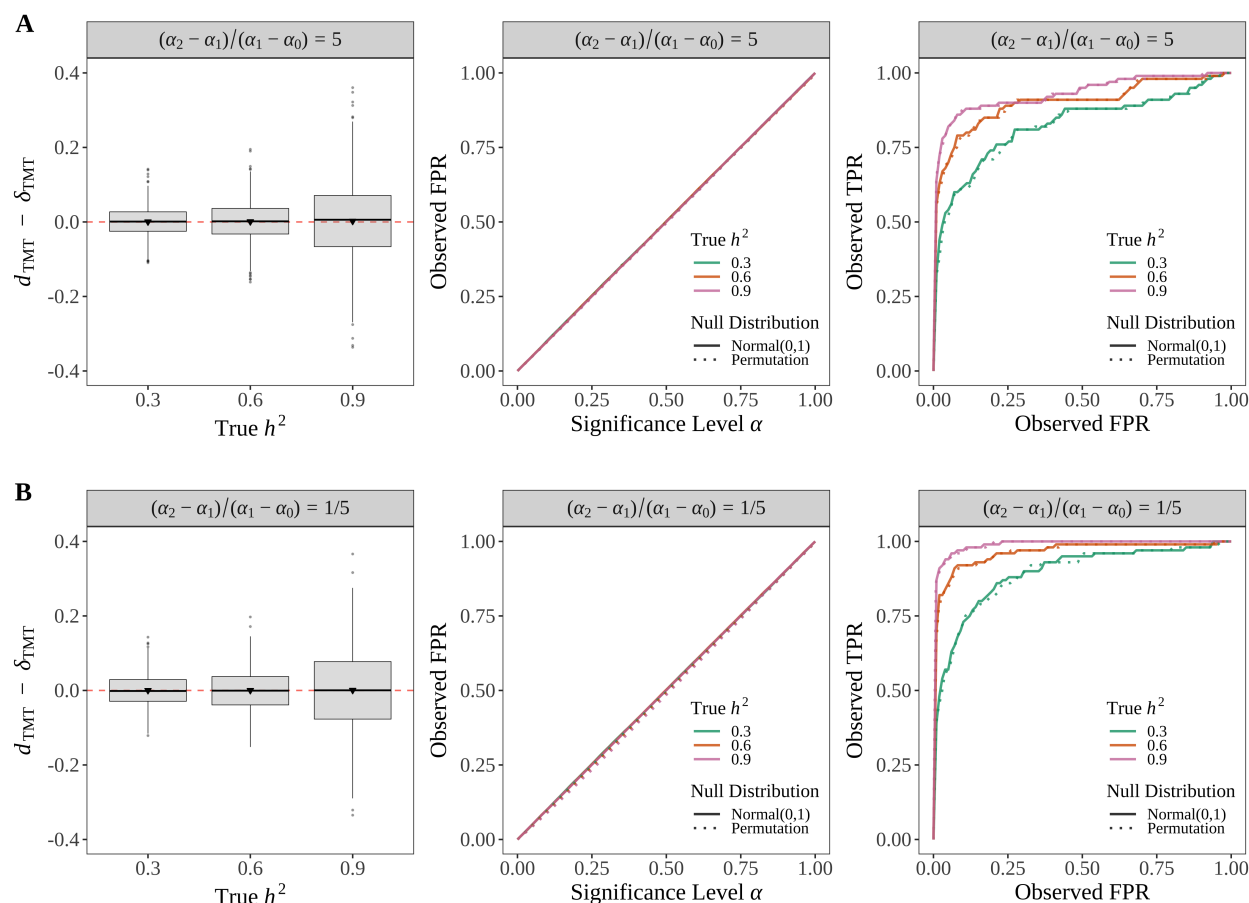 A
(α₂ − α₁)/(α₁ − α₀) = 5
0.4
0.2
0.0
-0.2
-0.4
d_TMT − δ_TMT
0.3 0.6 0.9
True h²
(α₂ − α₁)/(α₁ − α₀) = 5
1.00
0.75
0.50
0.25
0.00
Observed FPR
True h²
0.3
0.6
0.9
Null Distribution
Normal(0,1)
Permutation
0.00 0.25 0.50 0.75 1.00
Significance Level α
(α₂ − α₁)/(α₁ − α₀) = 5
1.00
0.75
0.50
0.25
0.00
Observed TPR
True h²
0.3
0.6
0.9
Null Distribution
Normal(0,1)
Permutation
0.00 0.25 0.50 0.75 1.00
Observed FPR
B
(α₂ − α₁)/(α₁ − α₀) = 1/5
0.4
0.2
0.0
-0.2
-0.4
d_TMT − δ_TMT
0.3 0.6 0.9
True h²
(α₂ − α₁)/(α₁ − α₀) = 1/5
1.00
0.75
0.50
0.25
0.00
Observed FPR
True h²
0.3
0.6
0.9
Null Distribution
Normal(0,1)
Permutation
0.00 0.25 0.50 0.75 1.00
Significance Level α
(α₂ − α₁)/(α₁ − α₀) = 1/5
1.00
0.75
0.50
0.25
0.00
Observed TPR
True h²
0.3
0.6
0.9
Null Distribution
Normal(0,1)
Permutation
0.00 0.25 0.50 0.75 1.00
Observed FPR